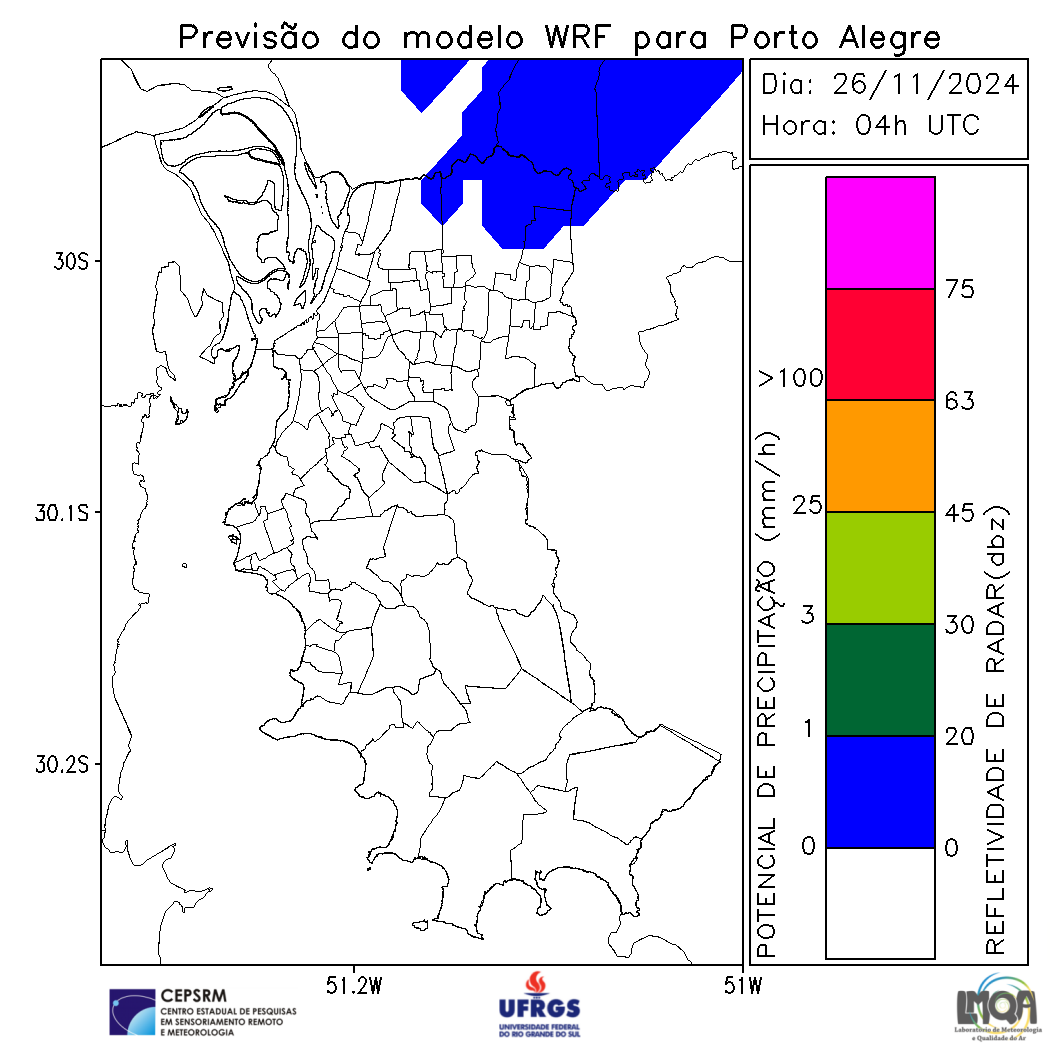 Previsão do modelo WRF para Porto Alegre
Dia: 26/11/2024
Hora: 04h UTC
30S
30.1S
30.2S
51.2W
51W
POTENCIAL DE PRECIPITAÇÃO (mm/h)
>100
25
3
1
0
75
63
45
30
20
0
REFLETIVIDADE DE RADAR(dbz)
CEPSRM
CENTRO ESTADUAL DE PESQUISAS
EM SENSORIAMENTO REMOTO
E METEOROLOGIA
UFRGS
UNIVERSIDADE FEDERAL
DO RIO GRANDE DO SUL
LMQA
Laboratório de Meteorologia
e Qualidade do Ar